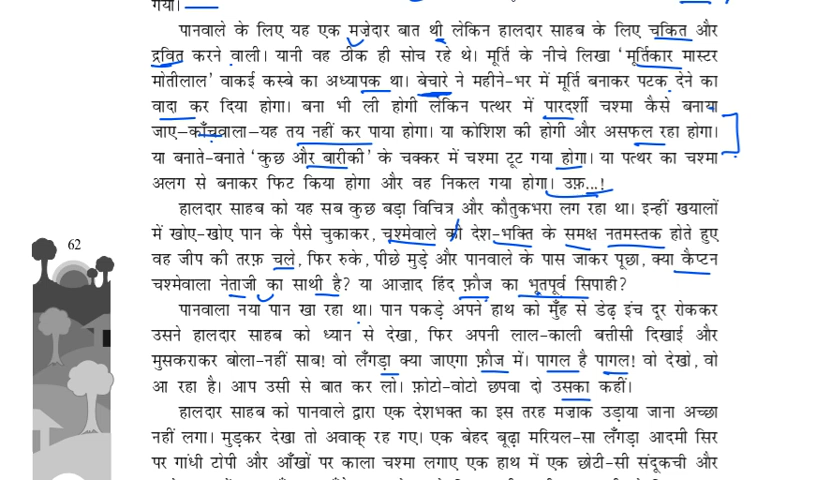 गया।
पानवाले के लिए यह एक मज़ेदार बात थी लेकिन हालदार साहब के लिए चकित और
द्रवित करने वाली। यानी वह ठीक ही सोच रहे थे। मूर्ति के नीचे लिखा ‘मूर्तिकार मास्टर
मोतीलाल’ वाकई कस्बे का अध्यापक था। बेचारे ने महीने-भर में मूर्ति बनाकर पटक देने का
वादा कर दिया होगा। बना भी ली होगी लेकिन पत्थर में पारदर्शी चश्मा कैसे बनाया
जाए–काँचवाला–यह तय नहीं कर पाया होगा। या कोशिश की होगी और असफल रहा होगा।
या बनाते-बनाते ‘कुछ और बारीकी’ के चक्कर में चश्मा टूट गया होगा। या पत्थर का चश्मा
अलग से बनाकर फिट किया होगा और वह निकल गया होगा। उफ़...!
हालदार साहब को यह सब कुछ बड़ा विचित्र और कौतुकभरा लग रहा था। इन्हीं खयालों
में खोए-खोए पान के पैसे चुकाकर, चश्मेवाले की देश-भक्ति के समक्ष नतमस्तक होते हुए
62
वह जीप की तरफ़ चले, फिर रुके, पीछे मुड़े और पानवाले के पास जाकर पूछा, क्या कैप्टन
चश्मेवाला नेताजी का साथी है? या आज़ाद हिंद फ़ौज का भूतपूर्व सिपाही?
पानवाला नया पान खा रहा था। पान पकड़े अपने हाथ को मुँह से डेढ़ इंच दूर रोककर
उसने हालदार साहब को ध्यान से देखा, फिर अपनी लाल-काली बत्तीसी दिखाई और
मुसकराकर बोला-नहीं साब! वो लँगड़ा क्या जाएगा फ़ौज में। पागल है पागल! वो देखो, वो
आ रहा है। आप उसी से बात कर लो। फ़ोटो-वोटो छपवा दो उसका कहीं।
हालदार साहब को पानवाले द्वारा एक देशभक्त का इस तरह मज़ाक उड़ाया जाना अच्छा
नहीं लगा। मुड़कर देखा तो अवाक् रह गए। एक बेहद बूढ़ा मरियल-सा लँगड़ा आदमी सिर
पर गांधी टोपी और आँखों पर काला चश्मा लगाए एक हाथ में एक छोटी-सी संदूकची और